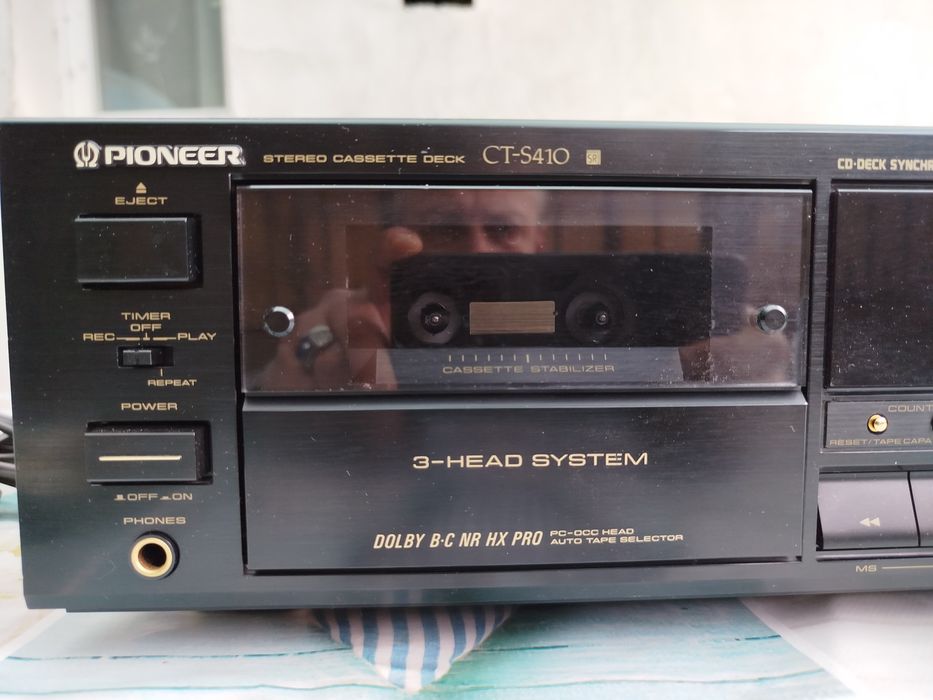 PIONEER STEREO CASSETTE DECK CT-S410 SR
EJECT
TIMER
OFF
REC PLAY
REPEAT
POWER
OFF ON
PHONES
CASSETTE STABILIZER
3-HEAD SYSTEM
DOLBY B·C NR HX PRO
PC-OCC HEAD
AUTO TAPE SELECTOR
CD·DECK SYNCHR
COUNT
RESET/TAPE CAPA
MS